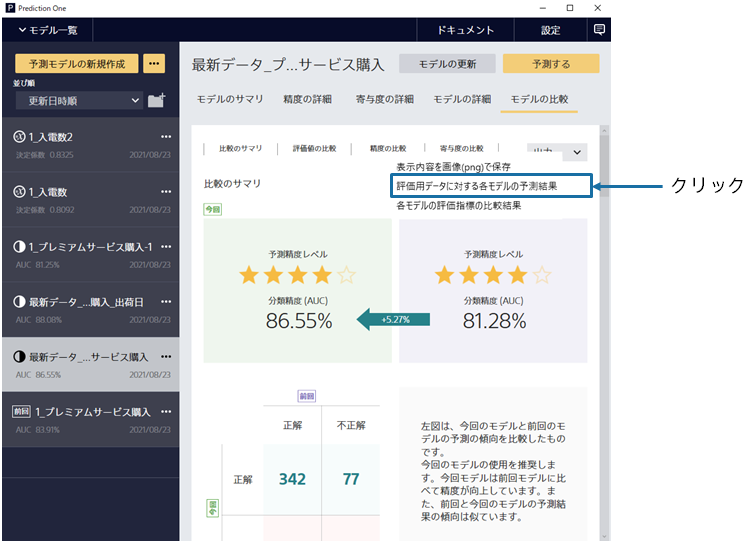 Prediction One
モデル一覧
ドキュメント
設定
予測モデルの新規作成
並び順
更新日時順
1_入電数2
決定係数 0.8325
2021/08/23
1_入電数
決定係数 0.8092
2021/08/23
1_プレミアムサービス購入-1
AUC 81.25%
2021/08/23
最新データ_...購入_出荷日
AUC 88.08%
2021/08/23
最新データ_...サービス購入
AUC 86.55%
2021/08/23
前回 1_プレミアムサービス購入
AUC 83.91%
2021/08/23
最新データ_プ...サービス購入
モデルの更新
予測する
モデルのサマリ
精度の詳細
寄与度の詳細
モデルの詳細
モデルの比較
比較のサマリ
評価値の比較
精度の比較
寄与度の比較
出力
表示内容を画像(png)で保存
評価用データに対する各モデルの予測結果
各モデルの評価指標の比較結果
クリック
比較のサマリ
今回
予測精度レベル
分類精度 (AUC)
86.55%
+5.27%
予測精度レベル
分類精度 (AUC)
81.28%
前回
正解
不正解
今回
正解
342
77
左図は、今回のモデルと前回のモ
デルの予測の傾向を比較したもの
です。
今回のモデルの使用を推奨しま
す。今回モデルは前回モデルに比
べて精度が向上しています。ま
た、前回と今回のモデルの予測結
果の傾向は似ています。